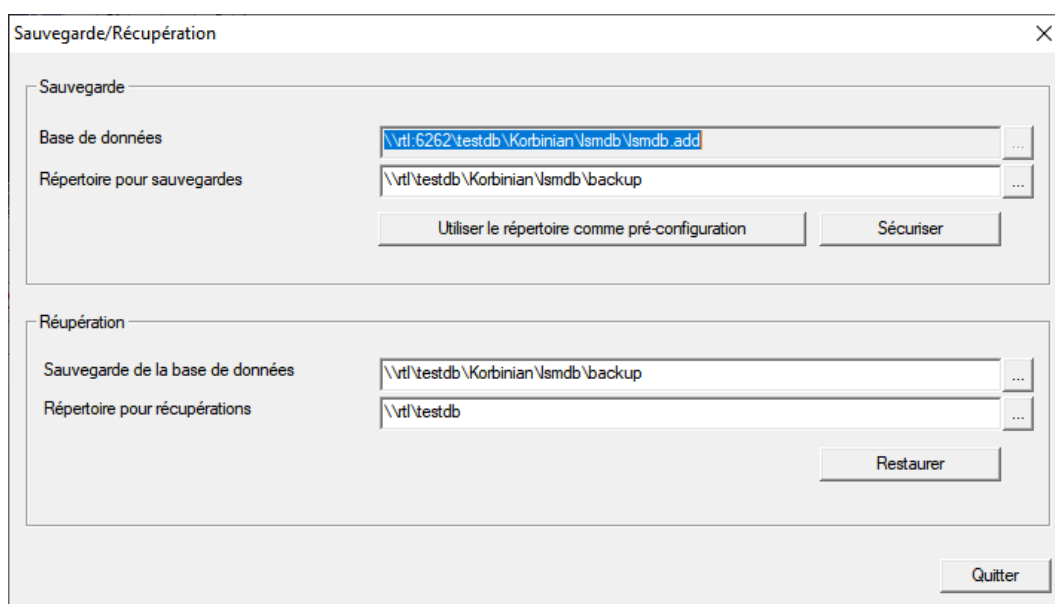 Sauvegarde/Récupération
Sauvegarde
Base de données
\\rtl:6262\testdb\Korbinian\lsmdb\lsmdb.add
...
Répertoire pour sauvegardes
\\rtl\testdb\Korbinian\lsmdb\backup
...
Utiliser le répertoire comme pré-configuration
Sécuriser
Réupération
Sauvegarde de la base de données
\\rtl\testdb\Korbinian\lsmdb\backup
...
Répertoire pour récupérations
\\rtl\testdb
...
Restaurer
Quitter